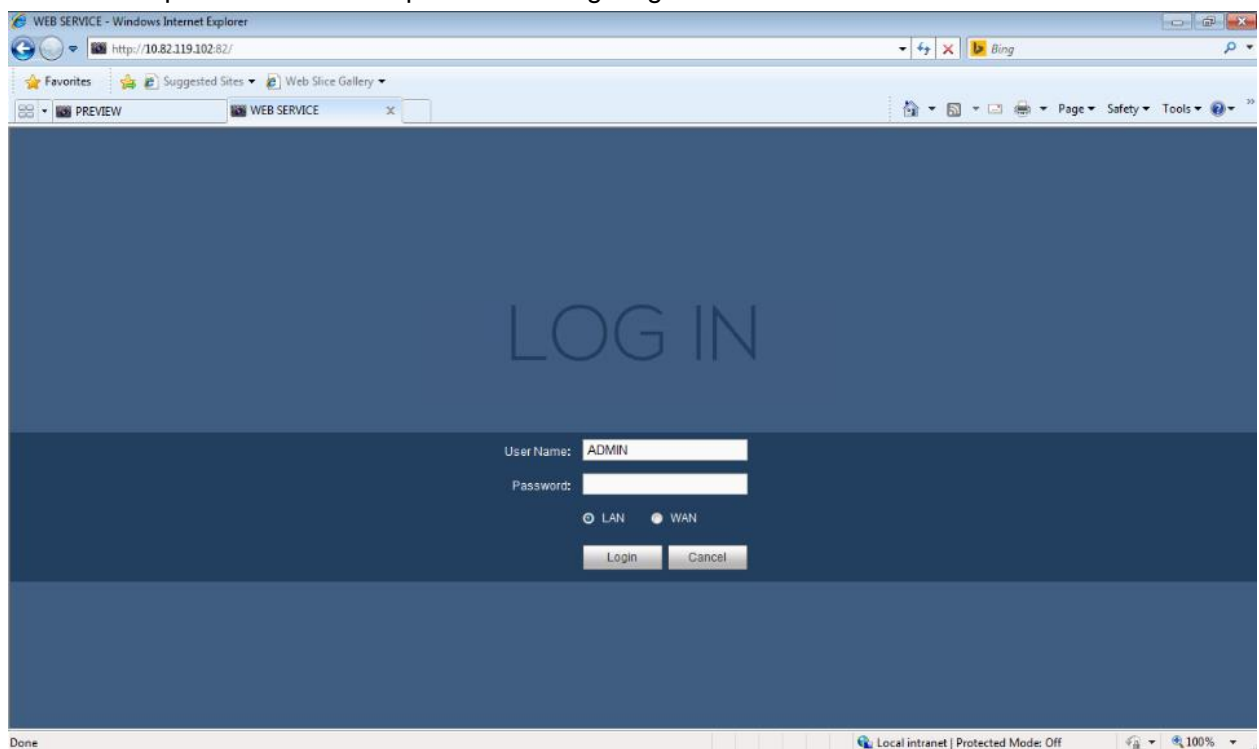 WEB SERVICE - Windows Internet Explorer
http://10.82.119.102:82/
Bing
Favorites Suggested Sites Web Slice Gallery
PREVIEW WEB SERVICE x Page Safety Tools
LOG IN
User Name: ADMIN
Password:
LAN WAN
Login Cancel
Done Local intranet | Protected Mode: Off 100%